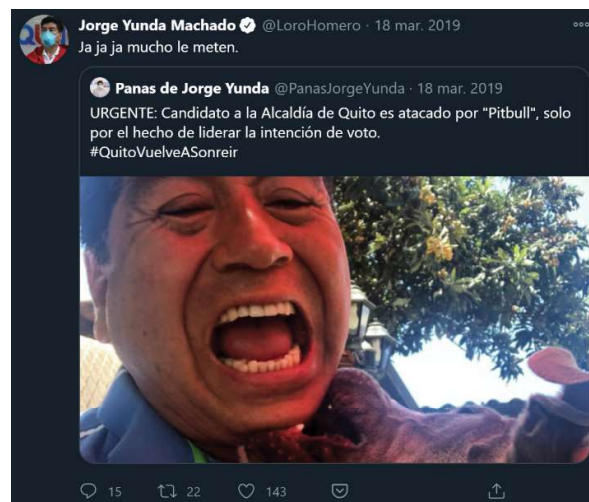 Jorge Yunda Machado @LoroHomero · 18 mar. 2019
Ja ja ja mucho le meten.
Panas de Jorge Yunda @PanasJorgeYunda · 18 mar. 2019
URGENTE: Candidato a la Alcaldía de Quito es atacado por "Pitbull", solo
por el hecho de liderar la intención de voto.
#QuitoVuelveASonreir
15 22 143